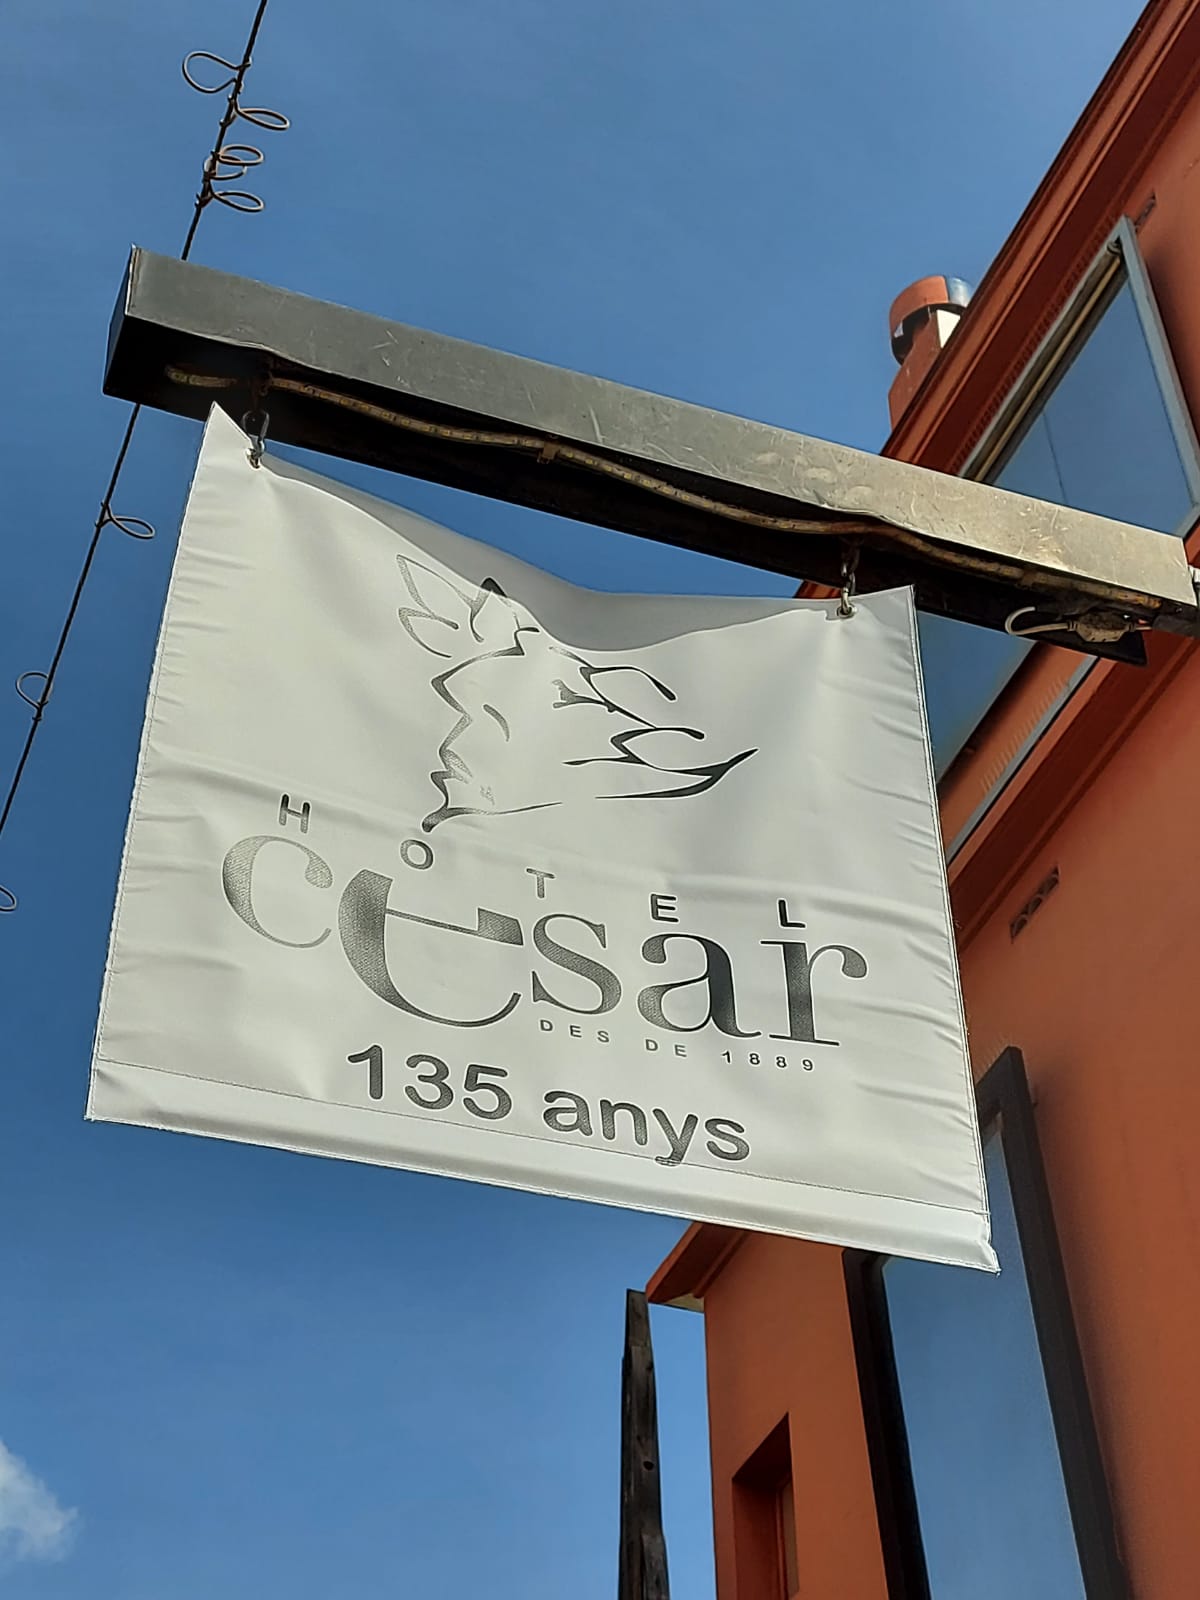 HOTEL
cesar
DES DE 1889
135 anys